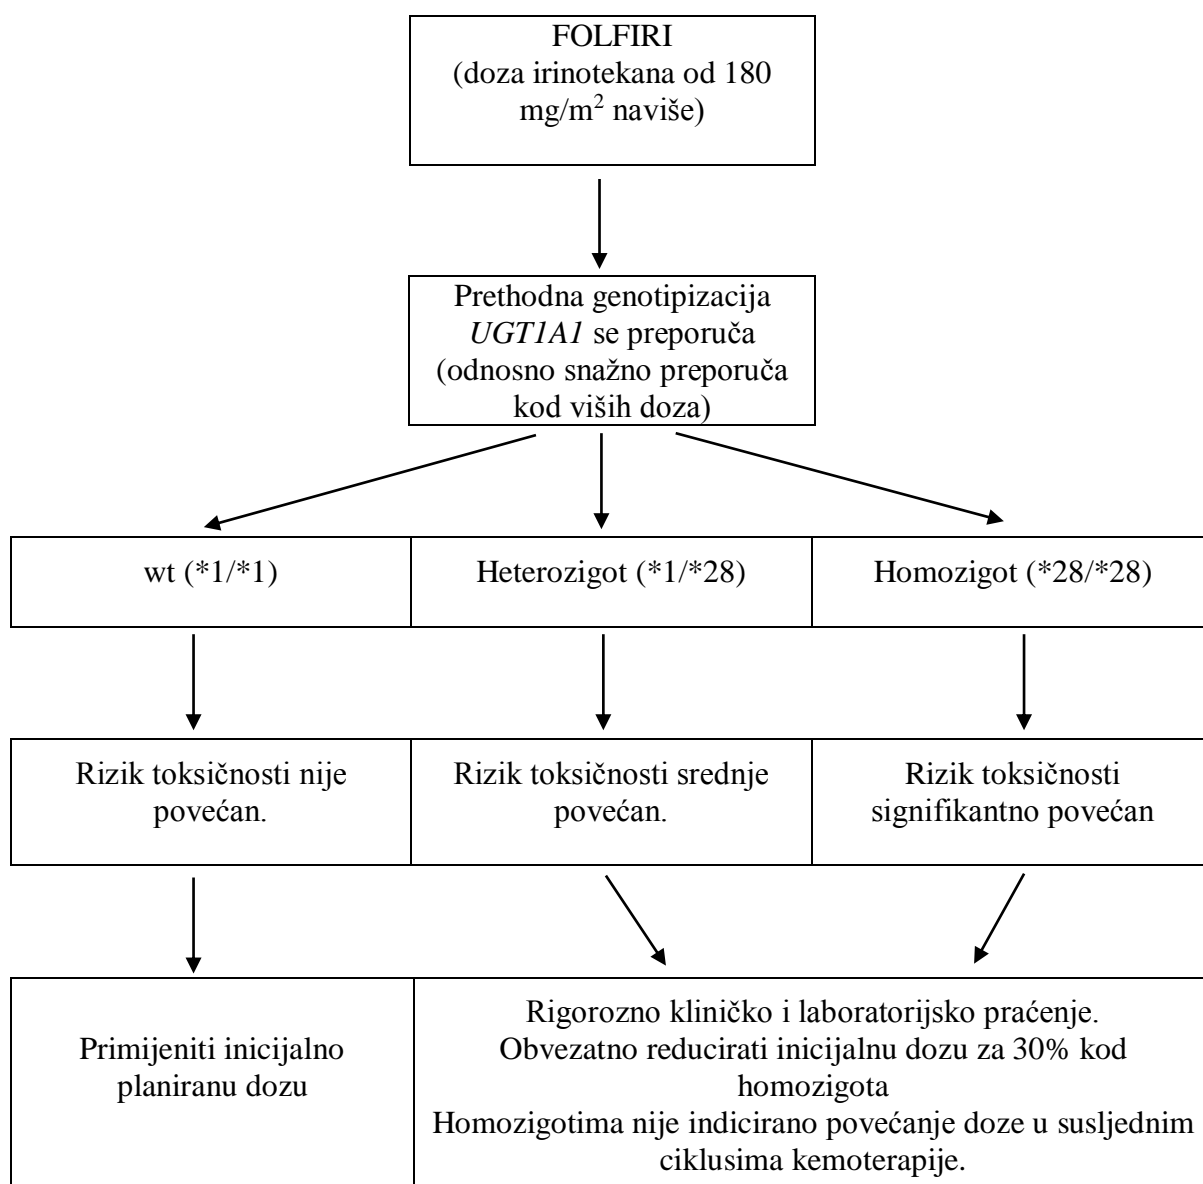 FOLFIRI
(doza irinotekana od 180
mg/m² naviše)
Prethodna genotipizacija
UGT1A1 se preporuča
(odnosno snažno preporuča
kod viših doza)
wt (*1/*1)
Heterozigot (*1/*28)
Homozigot (*28/*28)
Rizik toksičnosti nije
povećan.
Rizik toksičnosti srednje
povećan.
Rizik toksičnosti
signifikantno povećan
Primijeniti inicijalno
planiranu dozu
Rigorozno kliničko i laboratorijsko praćenje.
Obvezatno reducirati inicijalnu dozu za 30% kod
homozigota
Homozigotima nije indicirano povećanje doze u susljednim
ciklusima kemoterapije.